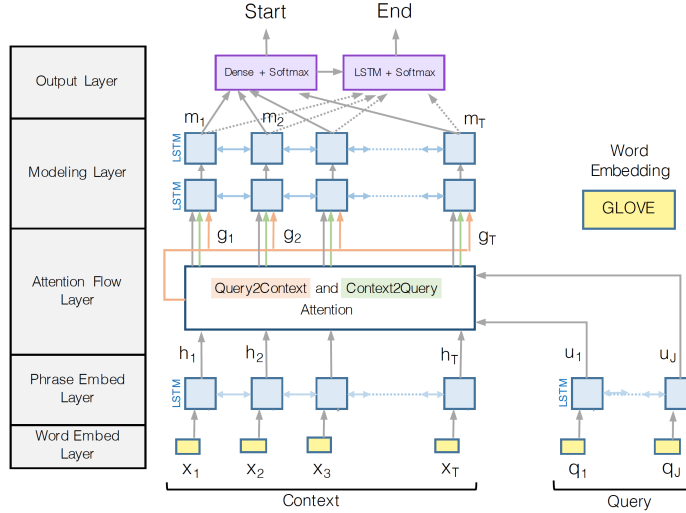 Start
End
Output Layer
Dense + Softmax
LSTM + Softmax
m1
m2
mT
LSTM
Modeling Layer
LSTM
Word
Embedding
GLOVE
g1
g2
gT
Attention Flow
Layer
Query2Context and Context2Query
Attention
h1
h2
hT
u1
uJ
Phrase Embed
Layer
LSTM
LSTM
Word Embed
Layer
x1
x2
x3
xT
q1
qJ
Context
Query